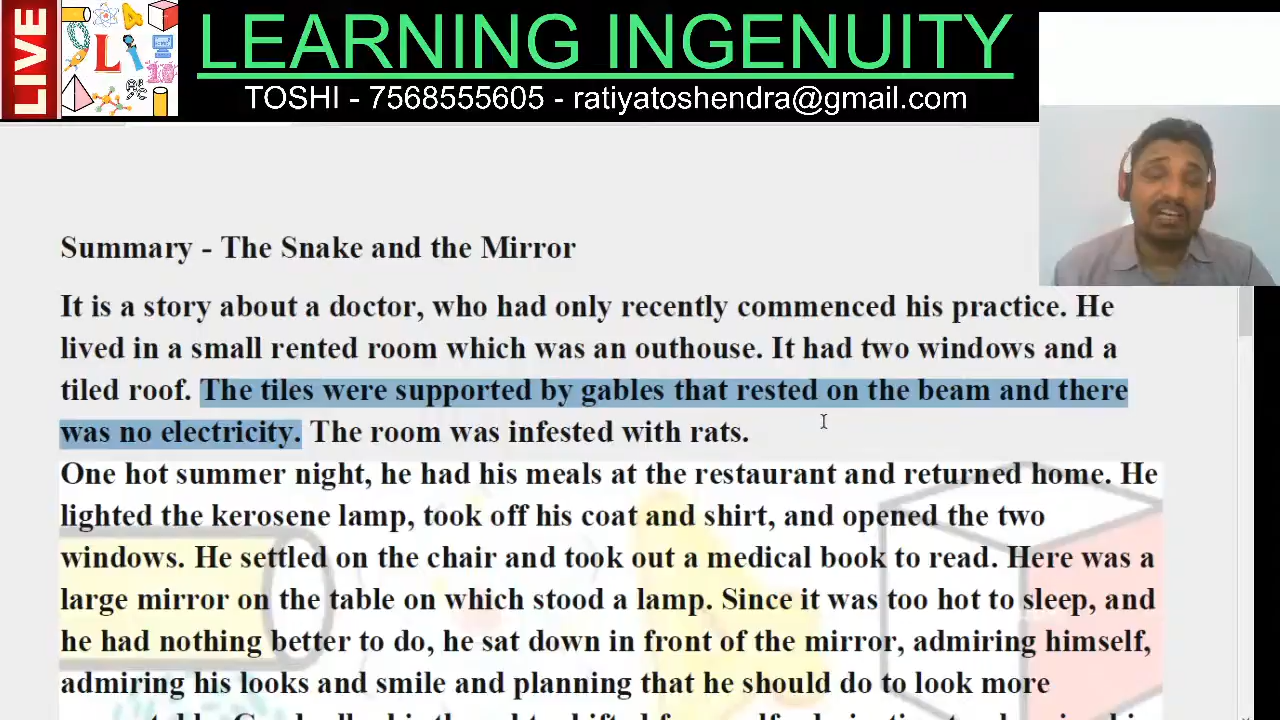 LIVE
LEARNING INGENUITY
TOSHI - 7568555605 - ratiyatoshendra@gmail.com
Summary - The Snake and the Mirror
It is a story about a doctor, who had only recently commenced his practice. He
lived in a small rented room which was an outhouse. It had two windows and a
tiled roof. The tiles were supported by gables that rested on the beam and there
was no electricity. The room was infested with rats.
One hot summer night, he had his meals at the restaurant and returned home. He
lighted the kerosene lamp, took off his coat and shirt, and opened the two
windows. He settled on the chair and took out a medical book to read. Here was a
large mirror on the table on which stood a lamp. Since it was too hot to sleep, and
he had nothing better to do, he sat down in front of the mirror, admiring himself,
admiring his looks and smile and planning that he should do to look more